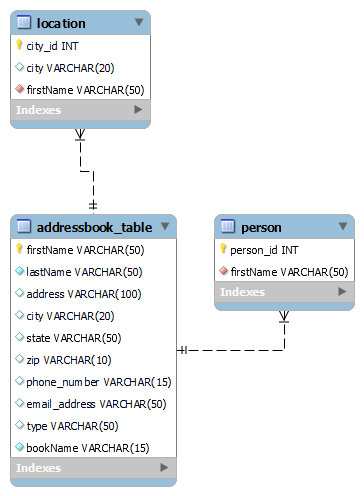 location
city_id INT
city VARCHAR(20)
firstName VARCHAR(50)
Indexes
addressbook_table
firstName VARCHAR(50)
lastName VARCHAR(50)
address VARCHAR(100)
city VARCHAR(20)
state VARCHAR(50)
zip VARCHAR(10)
phone_number VARCHAR(15)
email_address VARCHAR(50)
type VARCHAR(50)
bookName VARCHAR(15)
Indexes
person
person_id INT
firstName VARCHAR(50)
Indexes